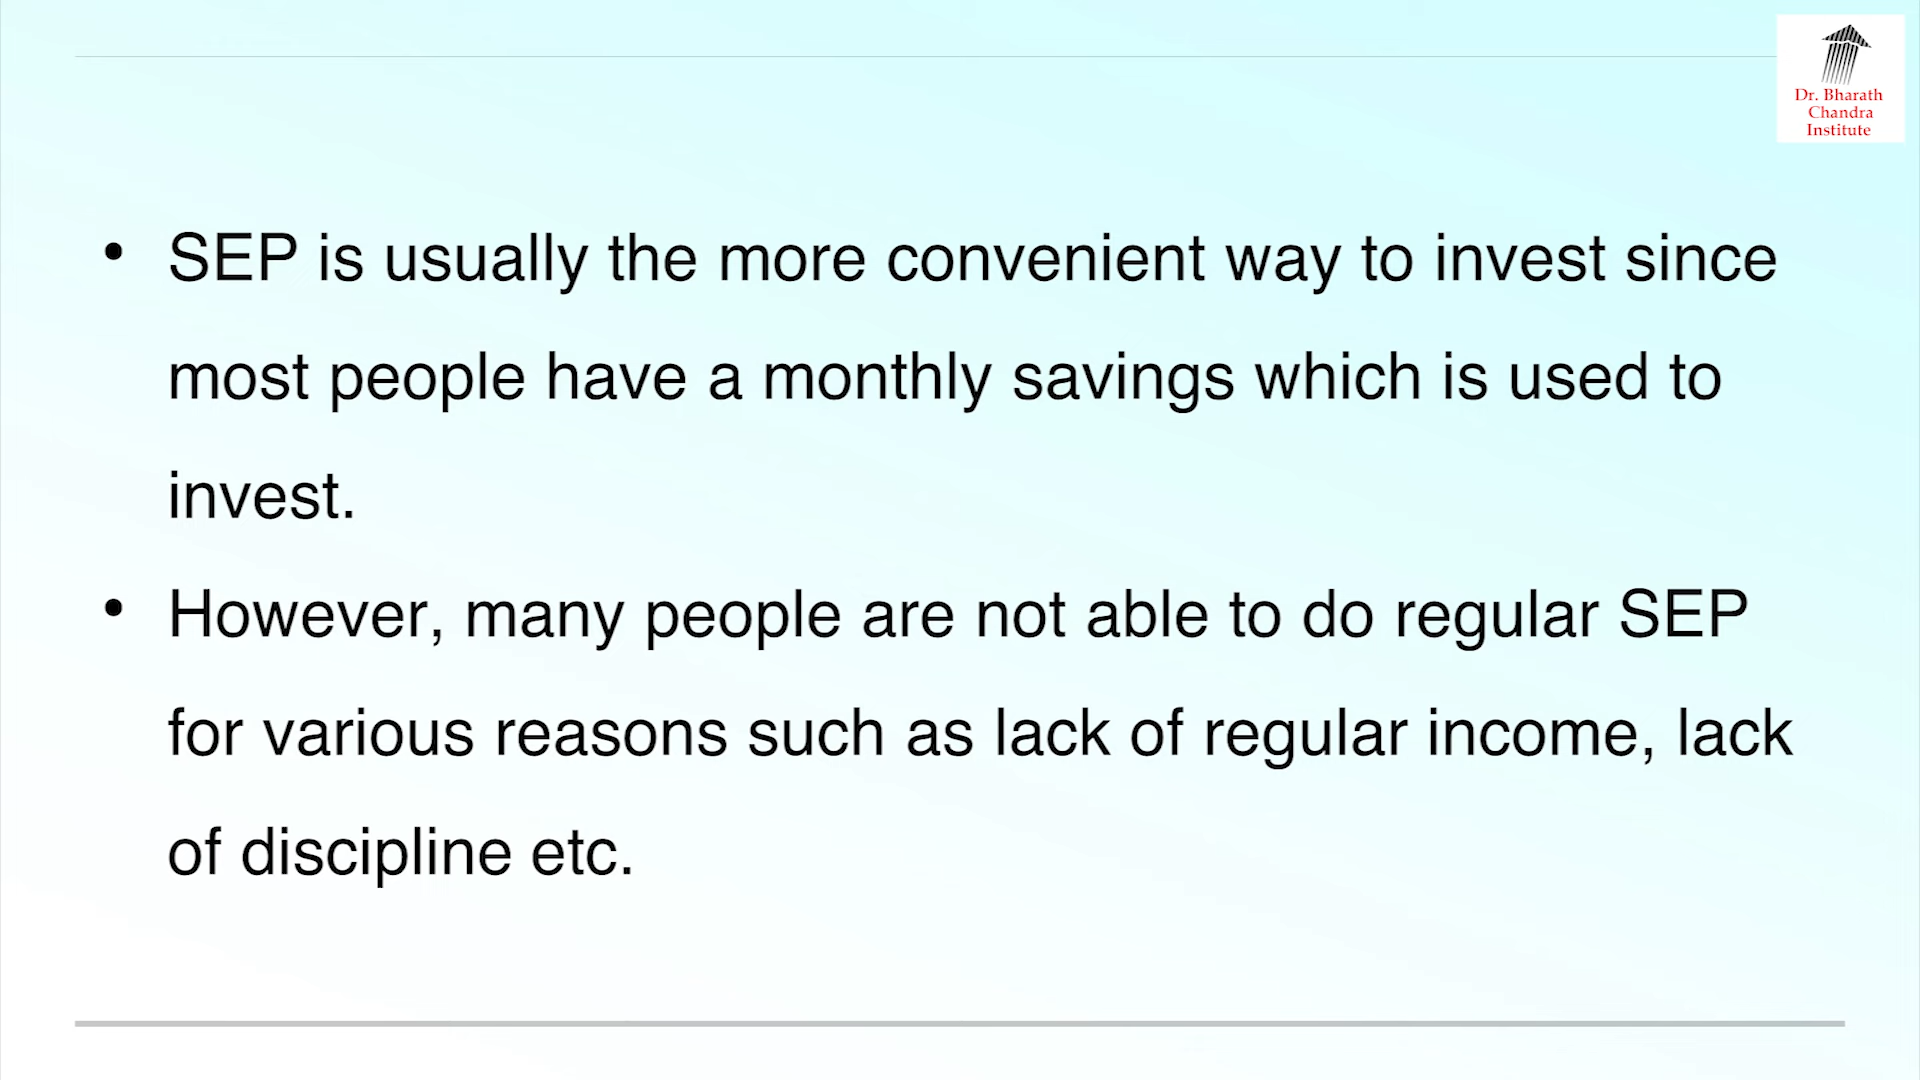 Dr. Bharath
Chandra
Institute
• SEP is usually the more convenient way to invest since
most people have a monthly savings which is used to
invest.
• However, many people are not able to do regular SEP
for various reasons such as lack of regular income, lack
of discipline etc.